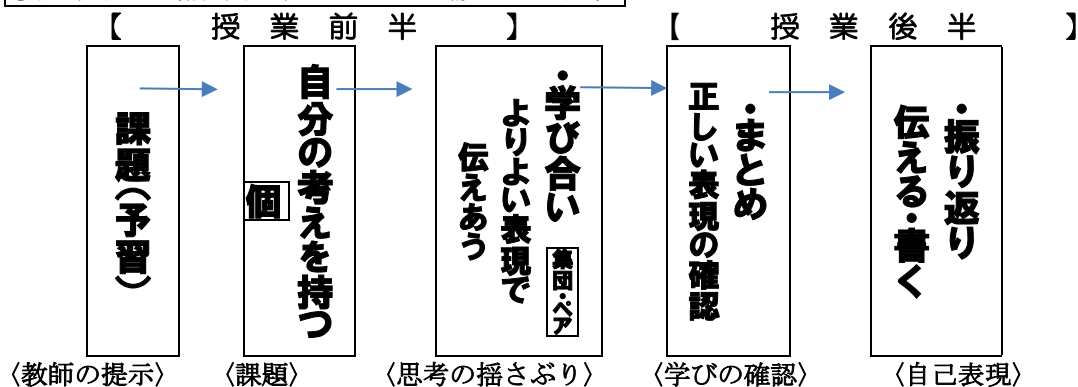 【 授業前半 】
【 授業後半 】
課題(予習)
自分の考えを持つ
個
・学び合い
集団・ペア
よりよい表現で
伝えあう
・まとめ
正しい表現の確認
・振り返り
伝える・書く
〈教師の提示〉
〈課題〉
〈思考の揺さぶり〉
〈学びの確認〉
〈自己表現〉